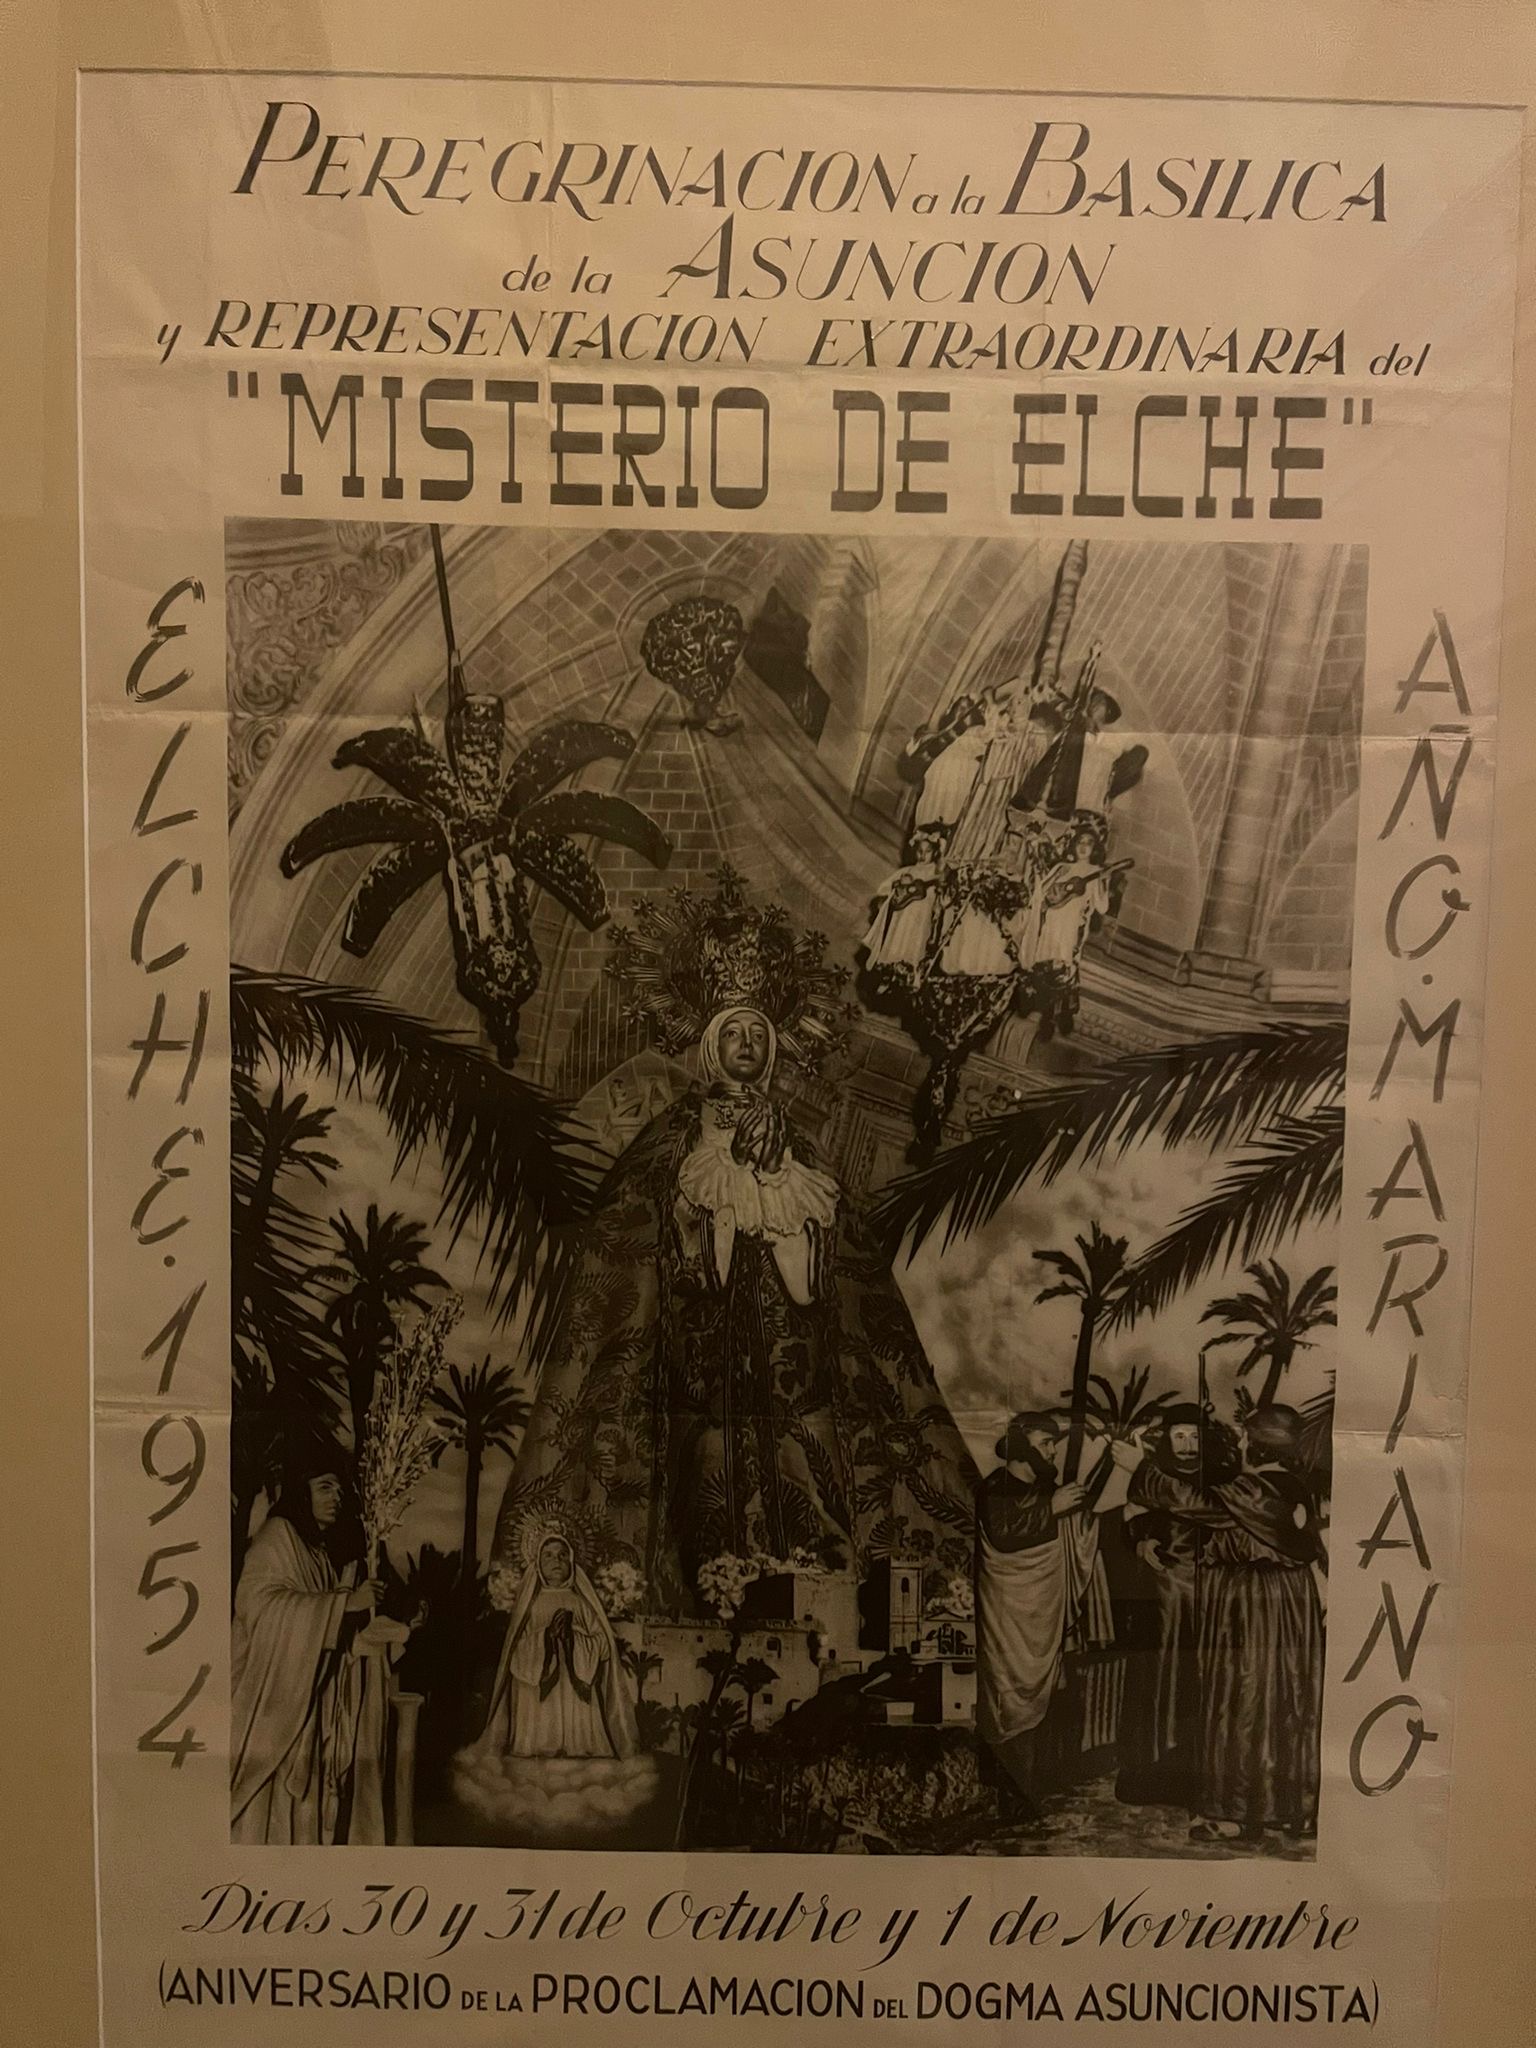 PEREGRINACION a la BASILICA
de la ASUNCION
y REPRESENTACION EXTRAORDINARIA del
"MISTERIO DE ELCHE"
ELCHE. 1954
AÑO. MARIANO
Dias 30 y 31 de Octubre y 1 de Noviembre
(ANIVERSARIO DE LA PROCLAMACION DEL DOGMA ASUNCIONISTA)